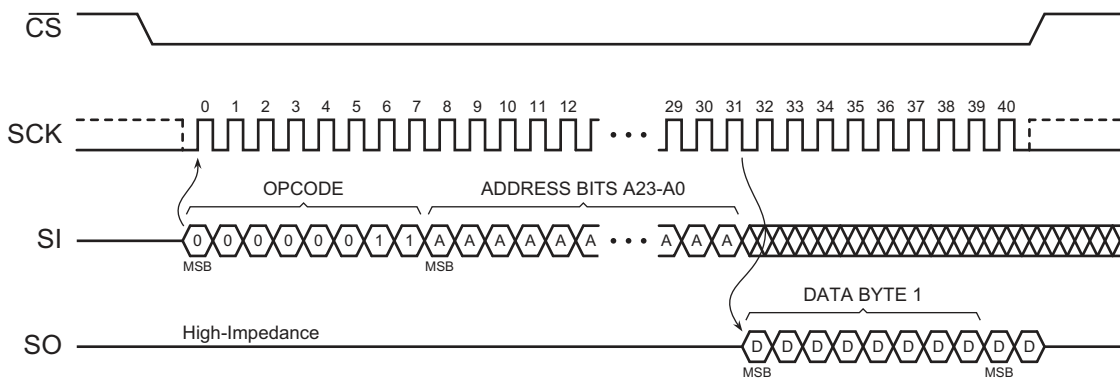 CS
0 1 2 3 4 5 6 7 8 9 10 11 12 29 30 31 32 33 34 35 36 37 38 39 40
SCK
OPCODE ADDRESS BITS A23-A0
SI 0 0 0 0 0 0 1 1 A A A A A A A A A
MSB MSB
DATA BYTE 1
High-Impedance
SO D D D D D D D D D D
MSB MSB